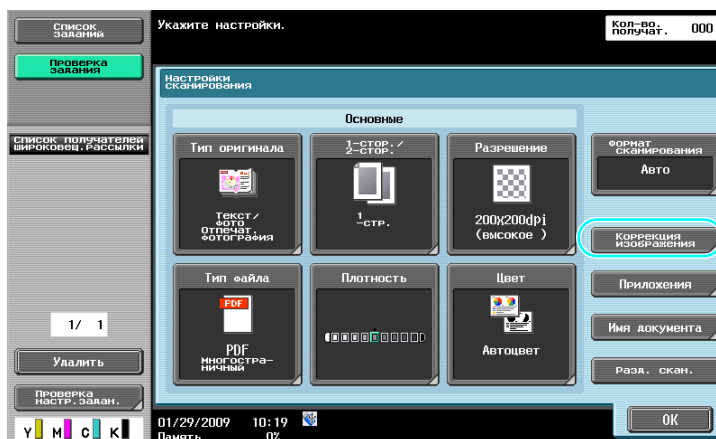 Список
заданий
Укажите настройки.
Кол-во.
получат.
000
Проверка
задания
Настройки
сканирования
Список получателей
широковещ.рассылки
Основные
Тип оригинала
Текст/
Фото
Отпечат.
фотография
1-стор./
2-стор.
1
-стр.
Разрешение
200X200dpi
(высокое )
Формат
сканирования
Авто
Коррекция
изображения
Тип файла
PDF
PDF
Многостра-
ничный
Плотность
Цвет
Автоцвет
Приложения
Имя документа
Разд. скан.
1/ 1
Удалить
Проверка
настр.задан.
Y M C K
01/29/2009 10:19
Память 0%
OK